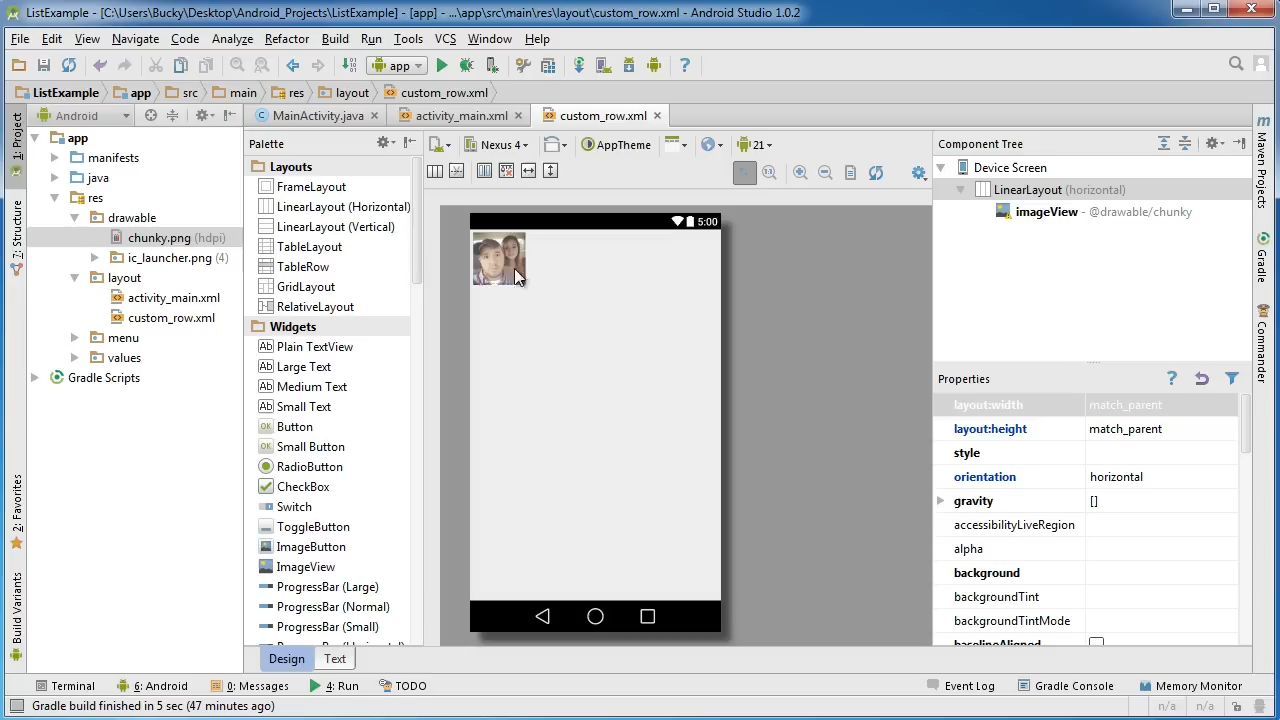 ListExample - [C:\Users\Bucky\Desktop\Android_Projects\ListExample] - [app] - ...\app\src\main\res\layout\custom_row.xml - Android Studio 1.0.2
File Edit View Navigate Code Analyze Refactor Build Run Tools VCS Window Help
app
ListExample app src main res layout custom_row.xml
Android MainActivity.java activity_main.xml custom_row.xml
1: Project
7: Structure
2: Favorites
Build Variants
app
manifests
java
res
drawable
chunky.png (hdpi)
ic_launcher.png (4)
layout
activity_main.xml
custom_row.xml
menu
values
Gradle Scripts
Palette
Layouts
FrameLayout
LinearLayout (Horizontal)
LinearLayout (Vertical)
TableLayout
TableRow
GridLayout
RelativeLayout
Widgets
Plain TextView
Large Text
Medium Text
Small Text
Button
Small Button
RadioButton
CheckBox
Switch
ToggleButton
ImageButton
ImageView
ProgressBar (Large)
ProgressBar (Normal)
ProgressBar (Small)
Design Text
Nexus 4 AppTheme 21
5:00
Component Tree
Device Screen
LinearLayout (horizontal)
imageView - @drawable/chunky
Properties
layout:width match_parent
layout:height match_parent
style
orientation horizontal
gravity []
accessibilityLiveRegion
alpha
background
backgroundTint
backgroundTintMode
baselineAligned
Maven Projects
Gradle
Commander
Terminal 6: Android 0: Messages 4: Run TODO Event Log Gradle Console Memory Monitor
Gradle build finished in 5 sec (47 minutes ago) n/a n/a